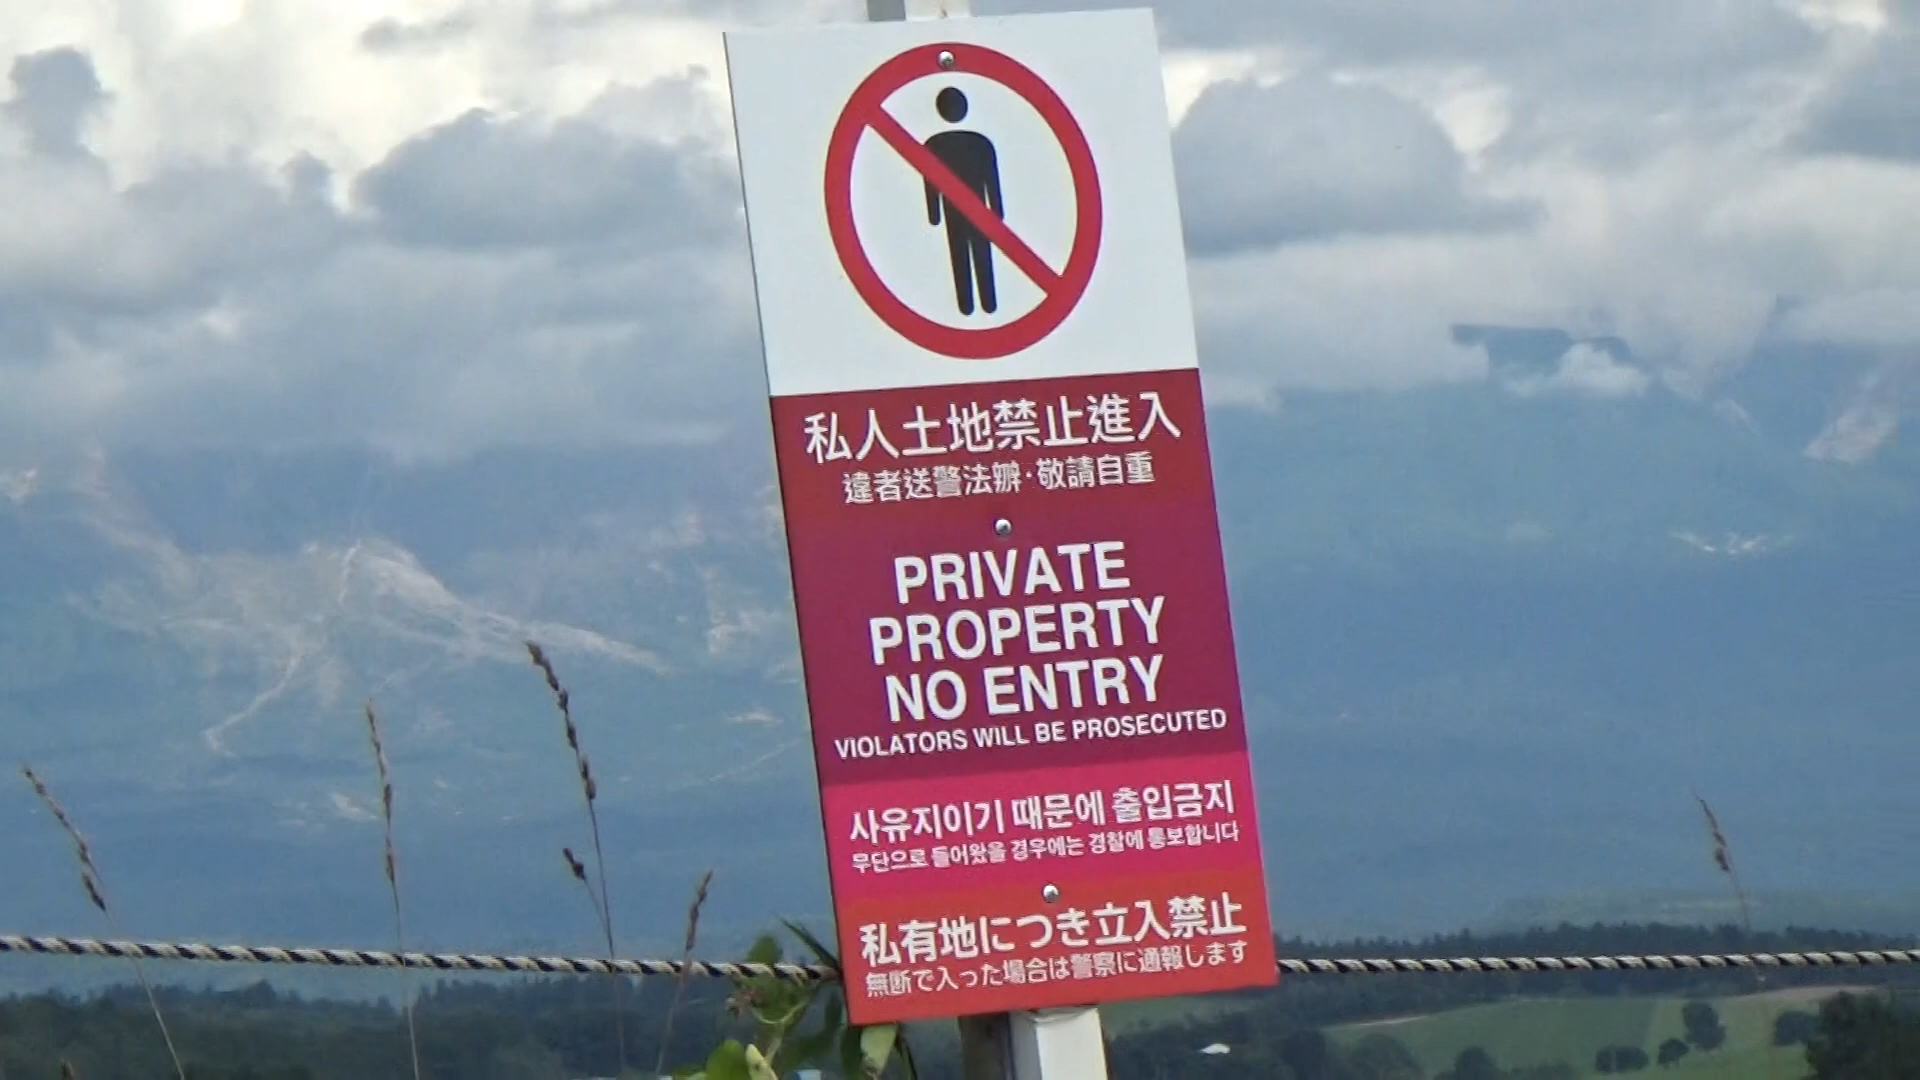 私人土地禁止進入
違者送警法辦·敬請自重
PRIVATE
PROPERTY
NO ENTRY
VIOLATORS WILL BE PROSECUTED
사유지이기 때문에 출입금지
무단으로 들어왔을 경우에는 경찰에 통보합니다
私有地につき立入禁止
無断で入った場合は警察に通報します